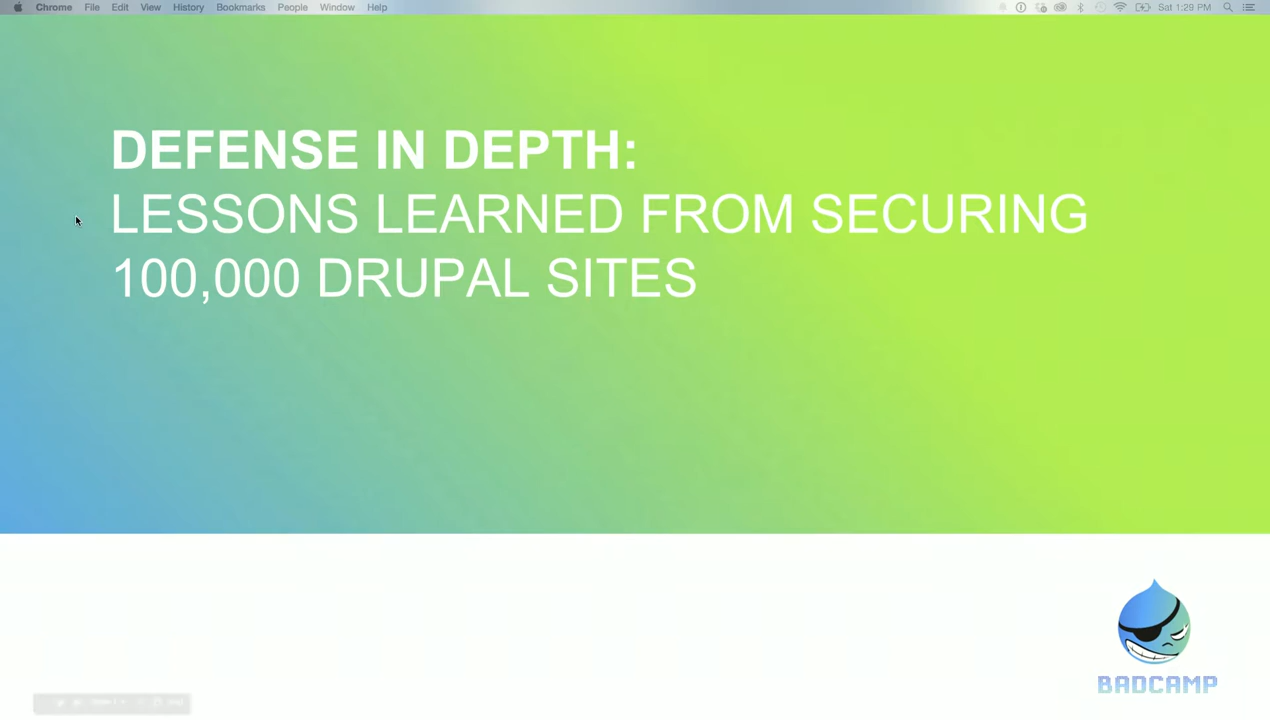 Chrome File Edit View History Bookmarks People Window Help Sat 1:29 PM
DEFENSE IN DEPTH:
LESSONS LEARNED FROM SECURING
100,000 DRUPAL SITES
BADCAMP